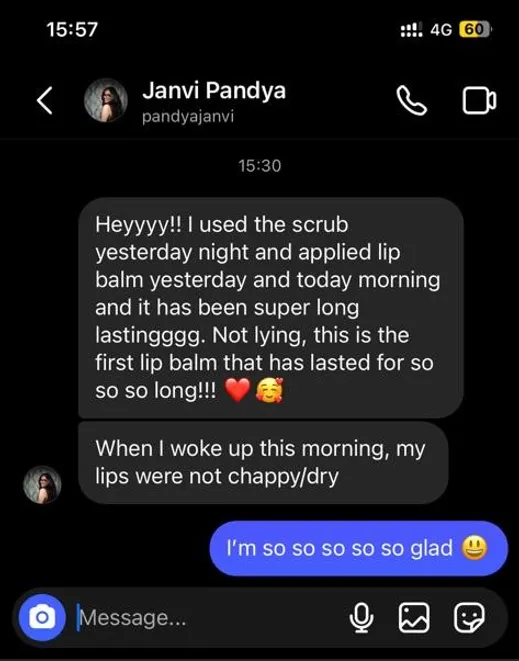 15:57
4G 60
Janvi Pandya
pandyajanvi
15:30
Heyyyy!! I used the scrub
yesterday night and applied lip
balm yesterday and today morning
and it has been super long
lastingggg. Not lying, this is the
first lip balm that has lasted for so
so so long!!! ❤️ 🥰
When I woke up this morning, my
lips were not chappy/dry
I'm so so so so so glad 😃
Message...